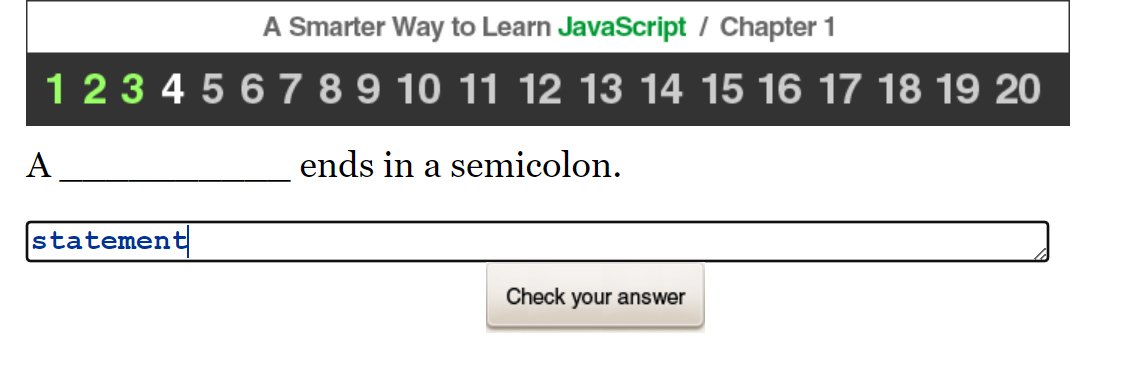 A Smarter Way to Learn JavaScript / Chapter 1
1 2 3 4 5 6 7 8 9 10 11 12 13 14 15 16 17 18 19 20
A __________ ends in a semicolon.
statement
Check your answer